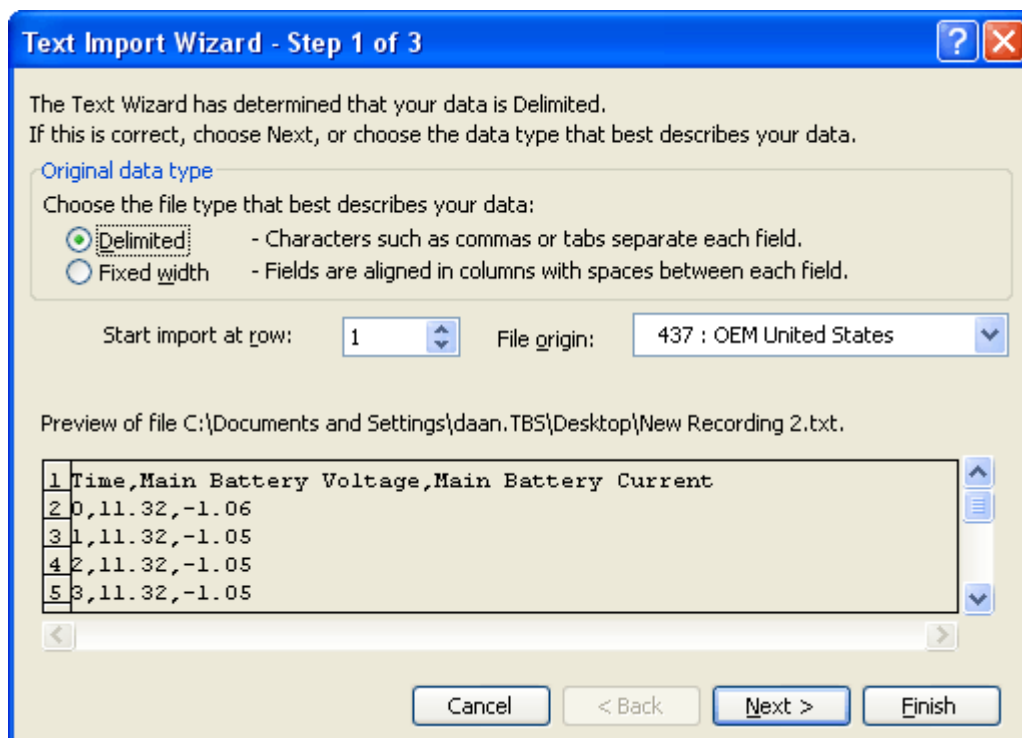 Text Import Wizard - Step 1 of 3
The Text Wizard has determined that your data is Delimited.
If this is correct, choose Next, or choose the data type that best describes your data.
Original data type
Choose the file type that best describes your data:
Delimited - Characters such as commas or tabs separate each field.
Fixed width - Fields are aligned in columns with spaces between each field.
Start import at row: 1 File origin: 437 : OEM United States
Preview of file C:\Documents and Settings\daan.TBS\Desktop\New Recording 2.txt.
1 Time,Main Battery Voltage,Main Battery Current
2 0,11.32,-1.06
3 1,11.32,-1.05
4 2,11.32,-1.05
5 3,11.32,-1.05
Cancel < Back Next > Finish